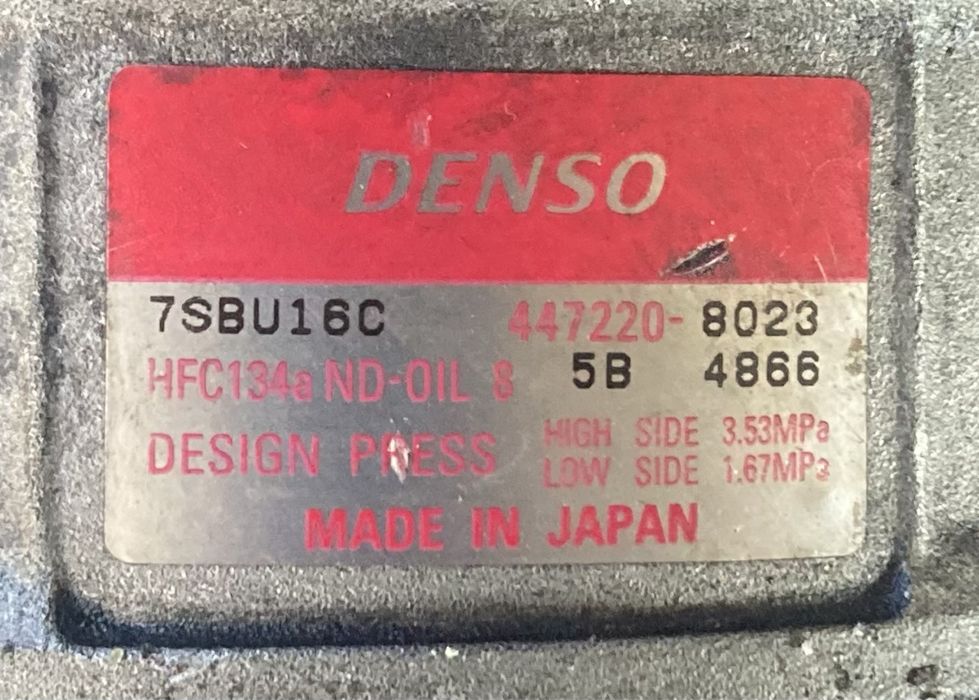 DENSO
7SBU16C 447220-8023
HFC134a ND-OIL 8 5B 4866
DESIGN PRESS HIGH SIDE 3.53MPa
LOW SIDE 1.67MPa
MADE IN JAPAN